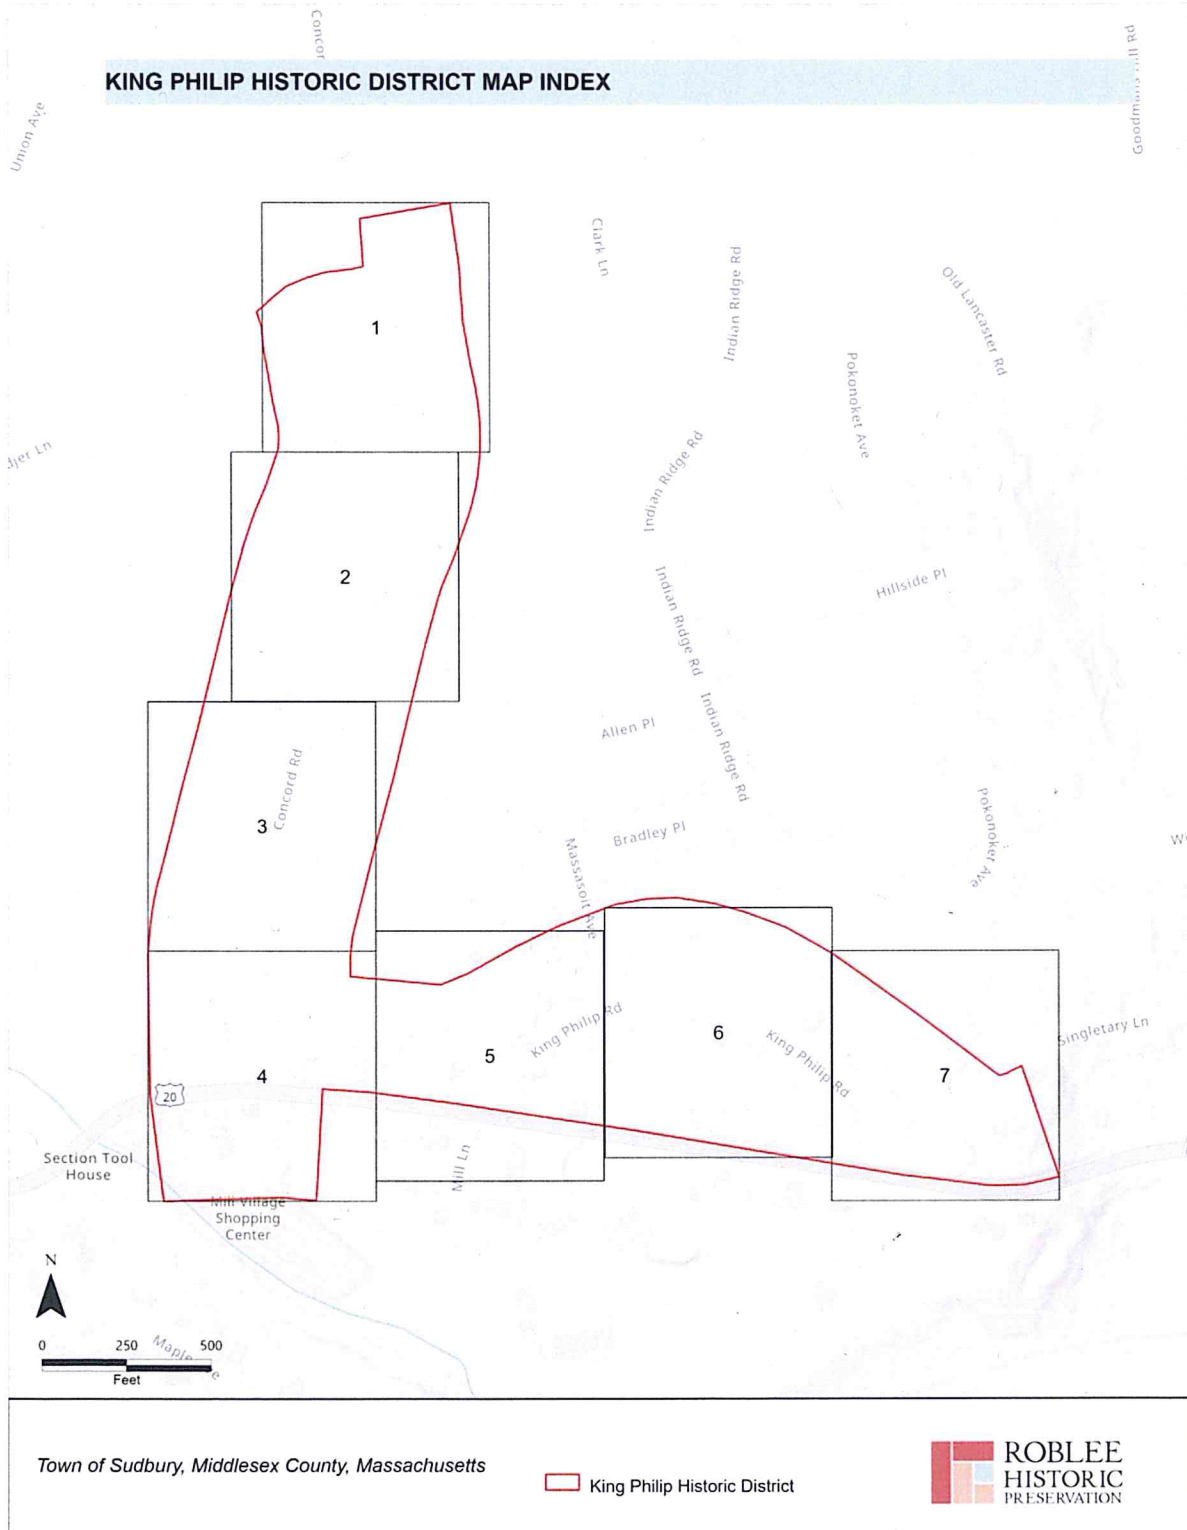 Concor
Union Ave
KING PHILIP HISTORIC DISTRICT MAP INDEX
Clark Ln
Indian Ridge Rd
Old Lancaster Rd
1
Pokonoket Ave
Indian Ridge Rd
2
Hillside Pl
Indian Ridge Rd
Indian Ridge Rd
Allen Pl
Concord Rd
3
Bradley Pl
Massasoit Ave
Pokonoket Ave
King Philip Rd
6
King Philip Rd
Singletary Ln
5
4
7
20
Section Tool
House
Mill Ln
Mill Village
Shopping
Center
N
0 250 500
Feet
Town of Sudbury, Middlesex County, Massachusetts
King Philip Historic District
ROBLEE
HISTORIC
PRESERVATION